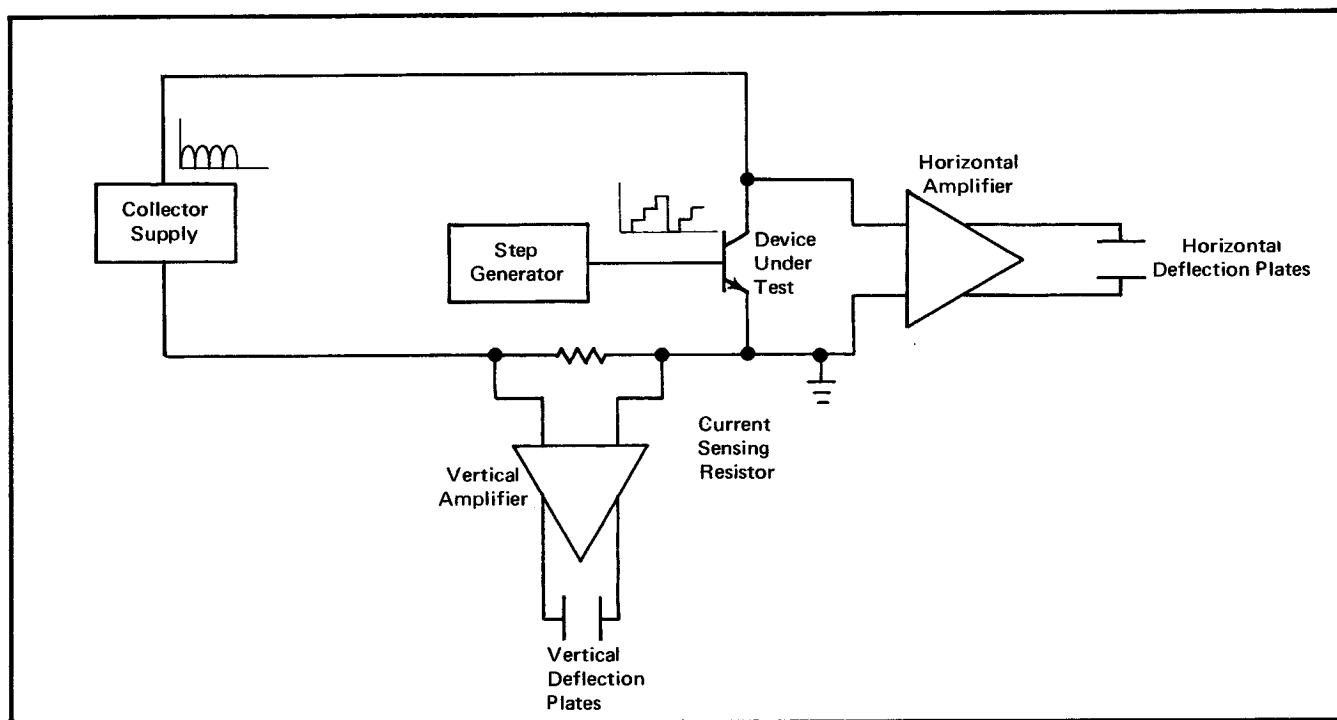 Collector
Supply
Step
Generator
Device
Under
Test
Horizontal
Amplifier
Horizontal
Deflection Plates
Current
Sensing
Resistor
Vertical
Amplifier
Vertical
Deflection
Plates